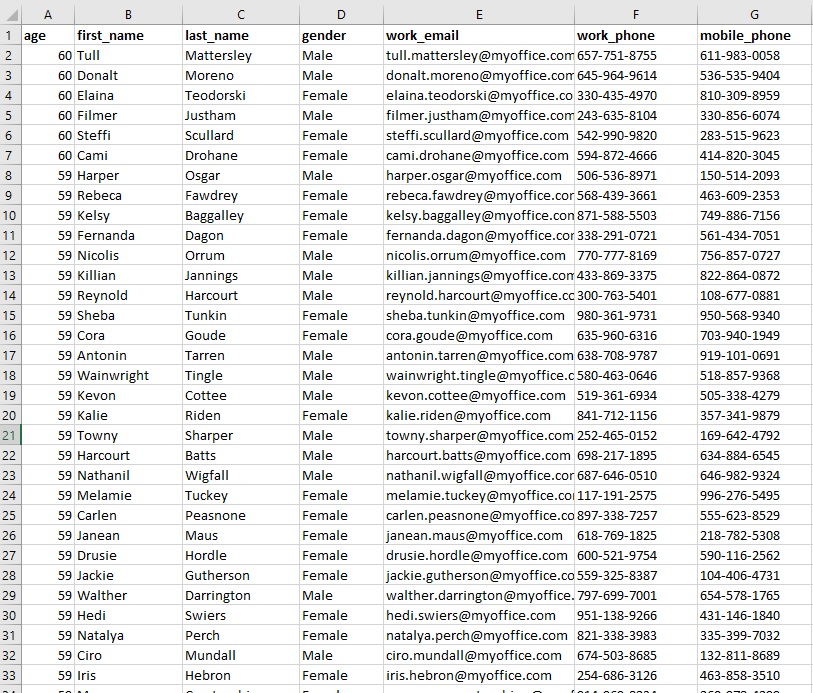 A B C D E F G
1 age first_name last_name gender work_email work_phone mobile_phone
2 60 Tull Mattersley Male tull.mattersley@myoffice.com 657-751-8755 611-983-0058
3 60 Donalt Moreno Male donalt.moreno@myoffice.com 645-964-9614 536-535-9404
4 60 Elaina Teodorski Female elaina.teodorski@myoffice.co 330-435-4970 810-309-8959
5 60 Filmer Justham Male filmer.justham@myoffice.com 243-635-8104 330-856-6074
6 60 Steffi Scullard Female steffi.scullard@myoffice.com 542-990-9820 283-515-9623
7 60 Cami Drohane Female cami.drohane@myoffice.com 594-872-4666 414-820-3045
8 59 Harper Osgar Male harper.osgar@myoffice.com 506-536-8971 150-514-2093
9 59 Rebeca Fawdrey Female rebeca.fawdrey@myoffice.cor 568-439-3661 463-609-2353
10 59 Kelsy Baggalley Female kelsy.baggalley@myoffice.con 871-588-5503 749-886-7156
11 59 Fernanda Dagon Female fernanda.dagon@myoffice.cor 338-291-0721 561-434-7051
12 59 Nicolis Orrum Male nicolis.orrum@myoffice.com 770-777-8169 756-857-0727
13 59 Killian Jannings Male killian.jannings@myoffice.com 433-869-3375 822-864-0872
14 59 Reynold Harcourt Male reynold.harcourt@myoffice.cc 300-763-5401 108-677-0881
15 59 Sheba Tunkin Female sheba.tunkin@myoffice.com 980-361-9731 950-568-9340
16 59 Cora Goude Female cora.goude@myoffice.com 635-960-6316 703-940-1949
17 59 Antonin Tarren Male antonin.tarren@myoffice.com 638-708-9787 919-101-0691
18 59 Wainwright Tingle Male wainwright.tingle@myoffice.c 580-463-0646 518-857-9368
19 59 Kevon Cottee Male kevon.cottee@myoffice.com 519-361-6934 505-338-4279
20 59 Kalie Riden Female kalie.riden@myoffice.com 841-712-1156 357-341-9879
21 59 Towny Sharper Male towny.sharper@myoffice.com 252-465-0152 169-642-4792
22 59 Harcourt Batts Male harcourt.batts@myoffice.com 698-217-1895 634-884-6545
23 59 Nathanil Wigfall Male nathanil.wigfall@myoffice.cor 687-646-0510 646-982-9324
24 59 Melamie Tuckey Female melamie.tuckey@myoffice.coı 117-191-2575 996-276-5495
25 59 Carlen Peasnone Female carlen.peasnone@myoffice.co 897-338-7257 555-623-8529
26 59 Janean Maus Female janean.maus@myoffice.com 618-769-1825 218-782-5308
27 59 Drusie Hordle Female drusie.hordle@myoffice.com 600-521-9754 590-116-2562
28 59 Jackie Gutherson Female jackie.gutherson@myoffice.co 559-325-8387 104-406-4731
29 59 Walther Darrington Male walther.darrington@myoffice. 797-699-7001 654-578-1765
30 59 Hedi Swiers Female hedi.swiers@myoffice.com 951-138-9266 431-146-1840
31 59 Natalya Perch Female natalya.perch@myoffice.com 821-338-3983 335-399-7032
32 59 Ciro Mundall Male ciro.mundall@myoffice.com 674-503-8685 132-811-8689
33 59 Iris Hebron Female iris.hebron@myoffice.com 254-686-3126 463-858-3510